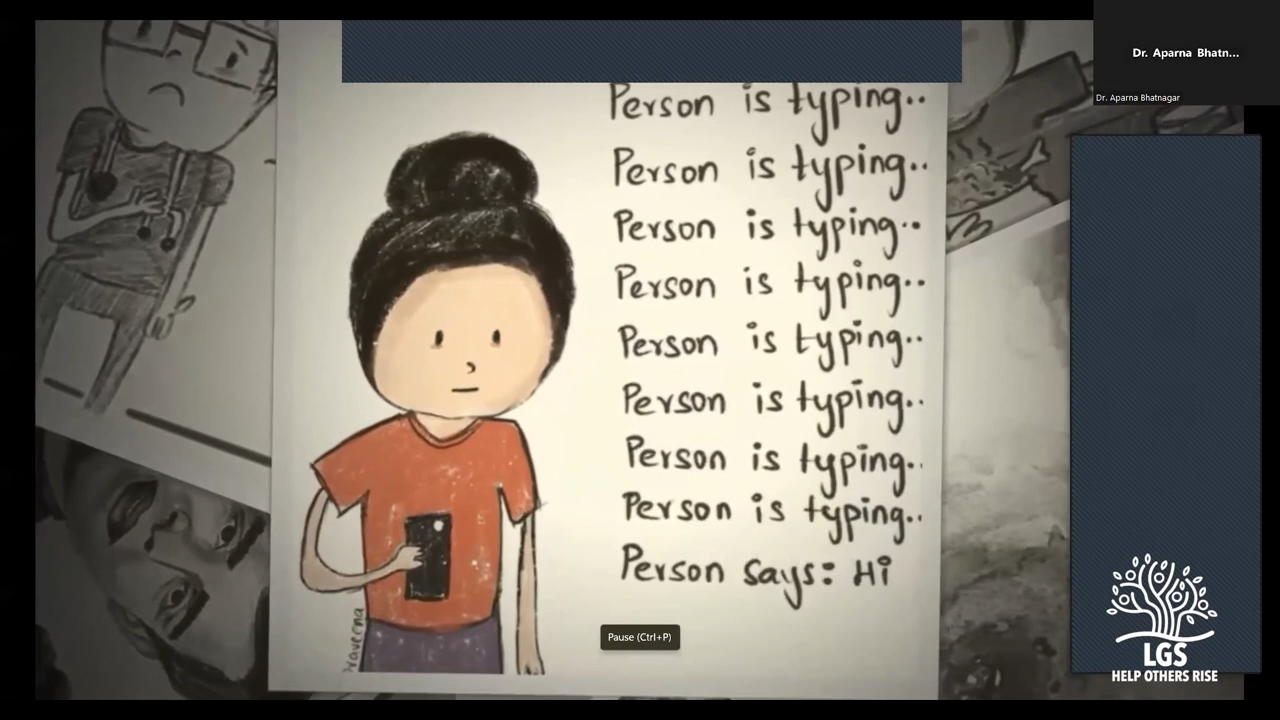 Dr. Aparna Bhatn...
Dr. Aparna Bhatnagar
Person is typing..
Person is typing..
Person is typing..
Person is typing..
Person is typing..
Person is typing..
Person is typing..
Person is typing..
Person says: Hi
Pause (Ctrl+P)
LGS
HELP OTHERS RISE